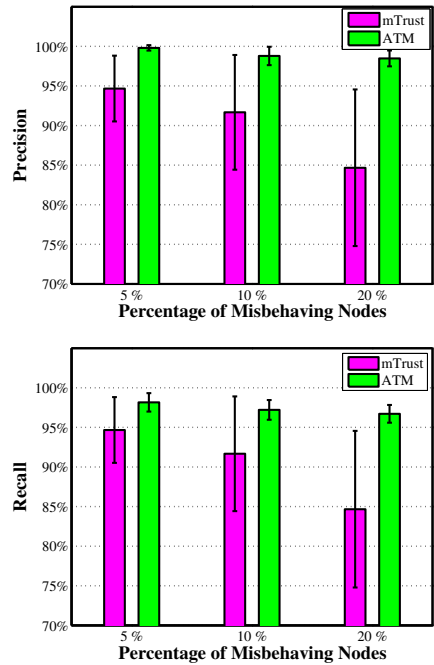 mTrust
ATM
100%
95%
90%
85%
80%
75%
70%
Precision
5 %
10 %
20 %
Percentage of Misbehaving Nodes
mTrust
ATM
100%
95%
90%
85%
80%
75%
70%
Recall
5 %
10 %
20 %
Percentage of Misbehaving Nodes